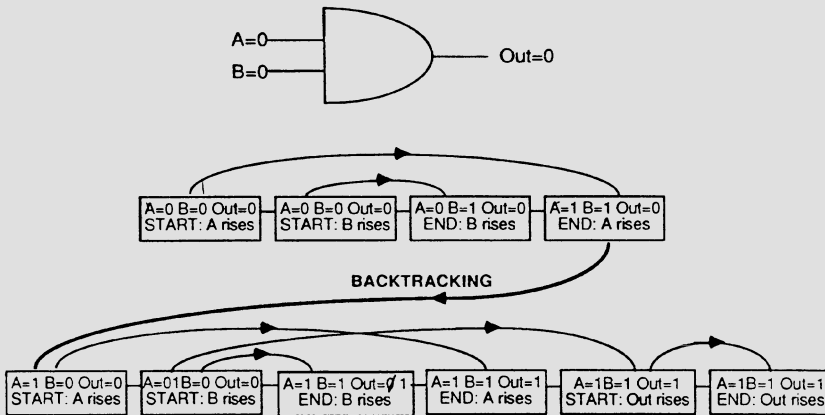 A=0
B=0
Out=0
A=0 B=0 Out=0
START: A rises
A=0 B=0 Out=0
START: B rises
A=0 B=1 Out=0
END: B rises
A=1 B=1 Out=0
END: A rises
BACKTRACKING
A=1 B=0 Out=0
START: A rises
A=01B=0 Out=0
START: B rises
A=1 B=1 Out=0 1
END: B rises
A=1 B=1 Out=1
END: A rises
A=1B=1 Out=1
START: Out rises
A=1B=1 Out=1
END: Out rises